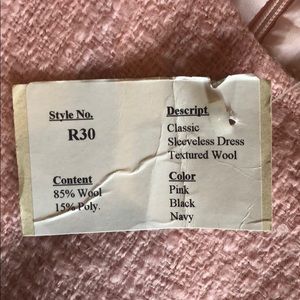 Style No.
R30
Descript
Classic
Sleeveless Dress
Textured Wool
Content
85% Wool
15% Poly.
Color
Pink
Black
Navy